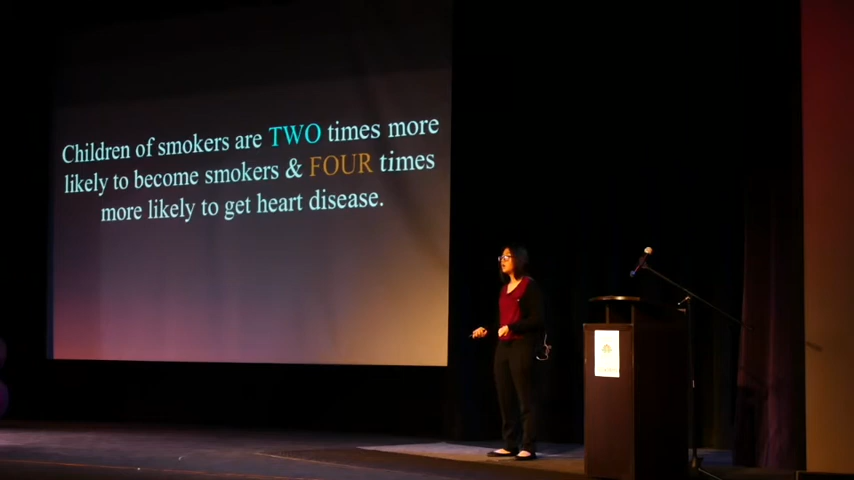 Children of smokers are TWO times more
likely to become smokers & FOUR times
more likely to get heart disease.